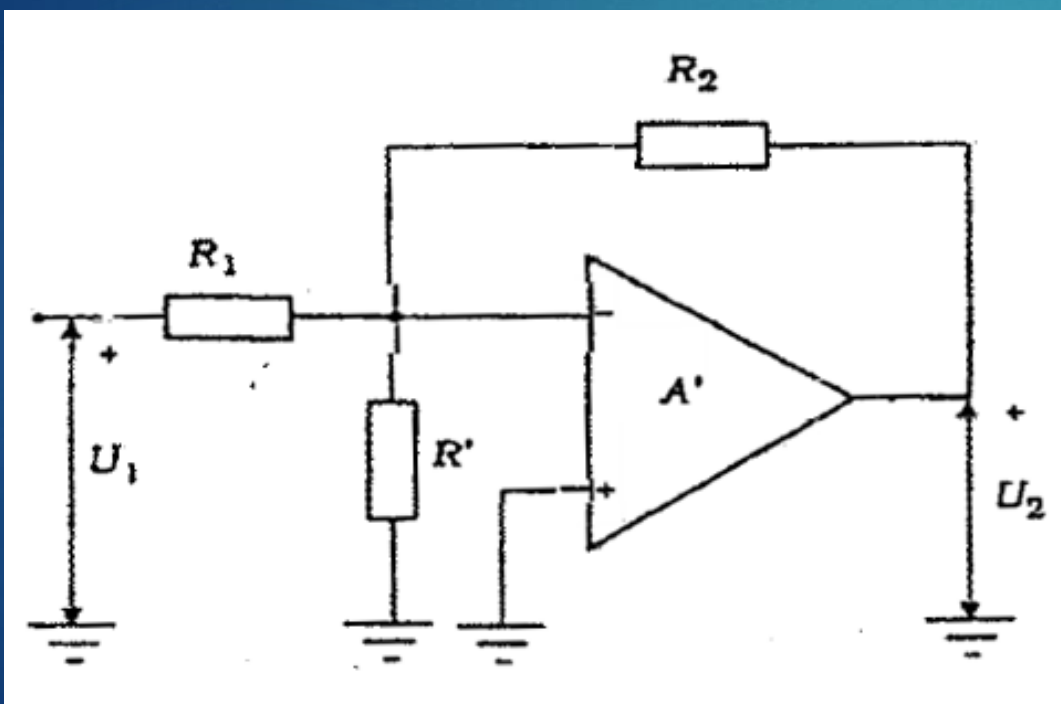 R₂
R₁
+
-
A'
U₁
R'
+
+
U₂
-
-
-
-